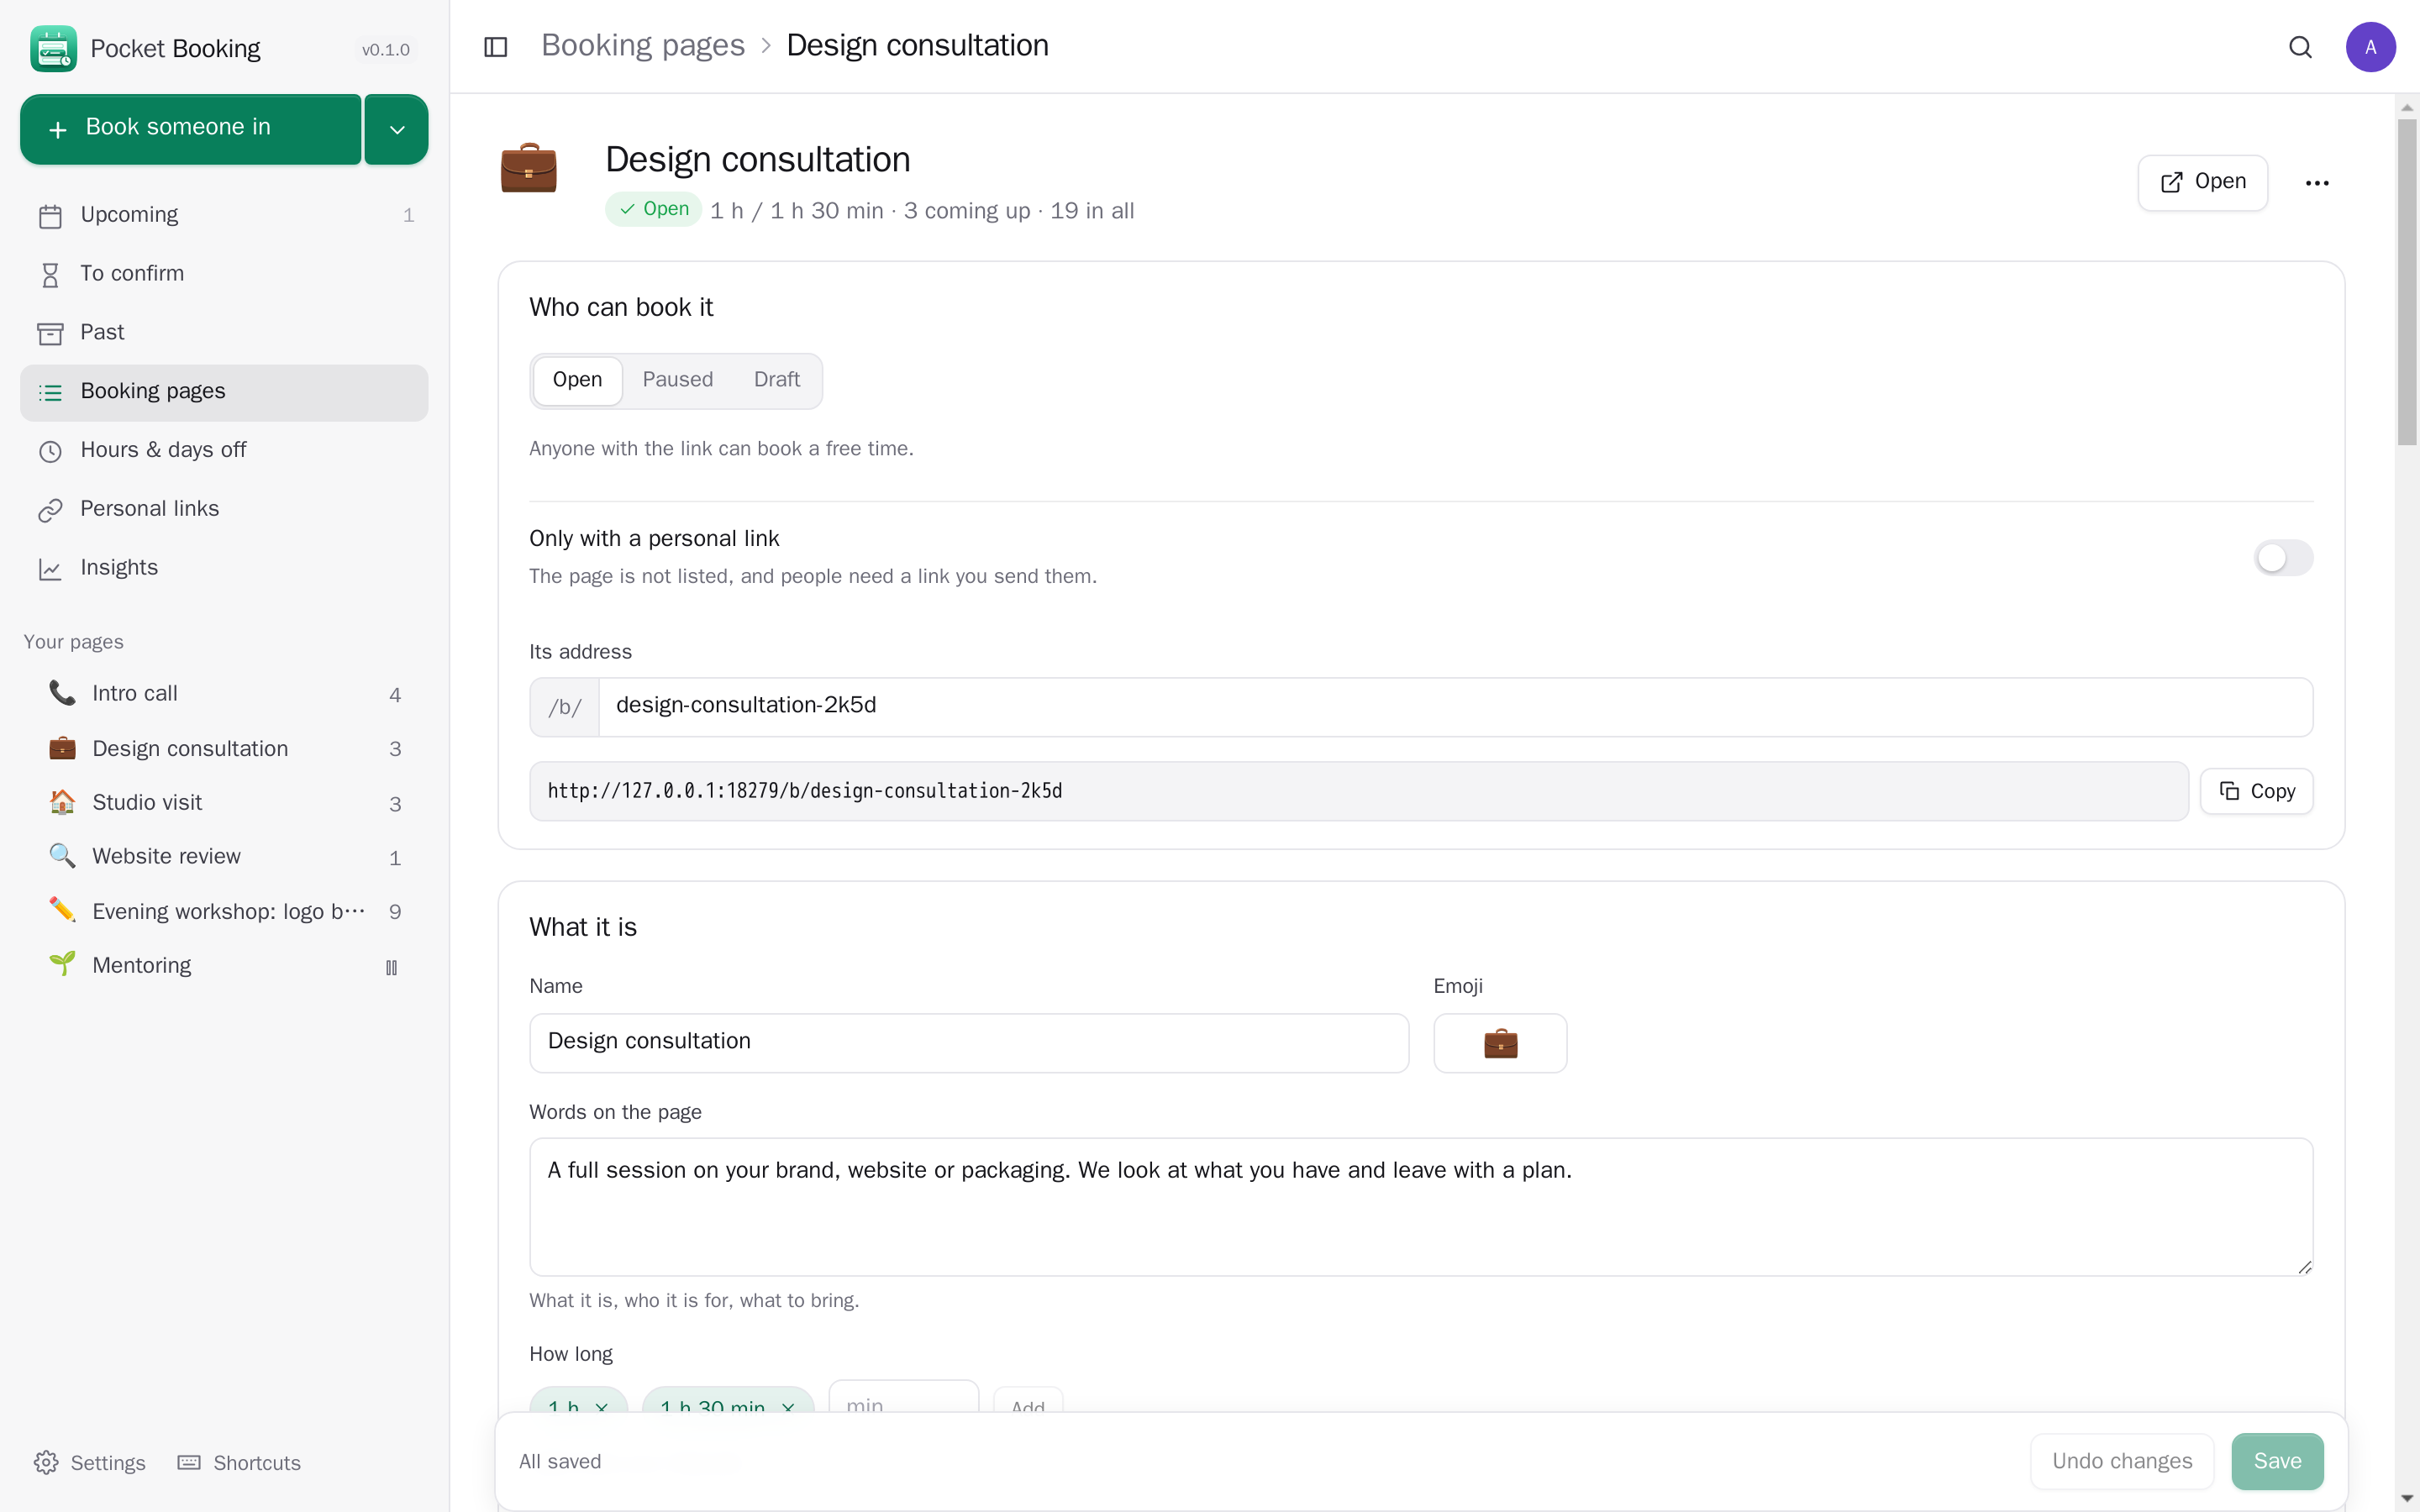 Pocket Booking
v0.1.0
Book someone in
Upcoming 1
To confirm
Past
Booking pages
Hours & days off
Personal links
Insights
Your pages
Intro call 4
Design consultation 3
Studio visit 3
Website review 1
Evening workshop: logo b… 9
Mentoring
Settings
Shortcuts
Booking pages > Design consultation
A
Design consultation
Open 1 h / 1 h 30 min · 3 coming up · 19 in all
Open
Who can book it
Open Paused Draft
Anyone with the link can book a free time.
Only with a personal link
The page is not listed, and people need a link you send them.
Its address
/b/ design-consultation-2k5d
http://127.0.0.1:18279/b/design-consultation-2k5d
Copy
What it is
Name
Emoji
Design consultation
Words on the page
A full session on your brand, website or packaging. We look at what you have and leave with a plan.
What it is, who it is for, what to bring.
How long
1 h × 1 h 30 min × min Add
All saved
Undo changes
Save